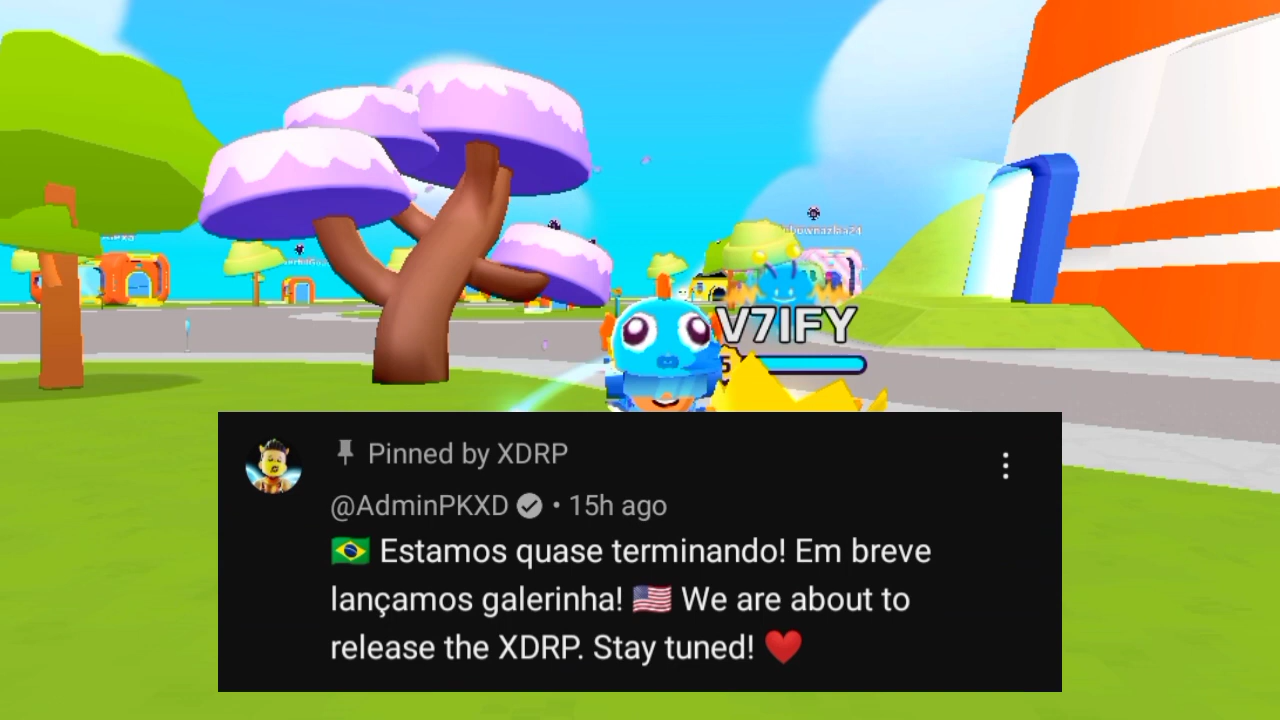 V7IFY
5
Pinned by XDRP
@AdminPKXD • 15h ago
🇧🇷 Estamos quase terminando! Em breve
lançamos galerinha! 🇺🇸 We are about to
release the XDRP. Stay tuned! ❤️